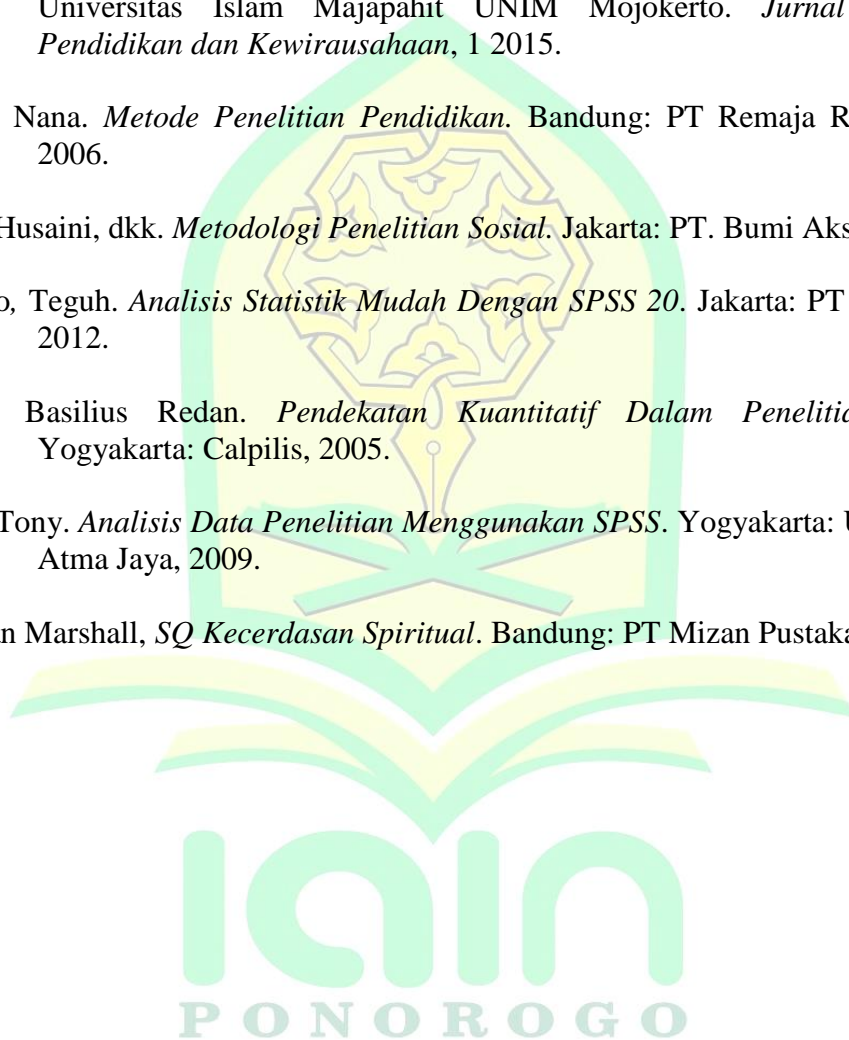 Universitas Islam Majapahit UNIM Mojokerto. Jurnal
Pendidikan dan Kewirausahaan, 1 2015.
Nana. Metode Penelitian Pendidikan. Bandung: PT Remaja R
2006.
Husaini, dkk. Metodologi Penelitian Sosial. Jakarta: PT. Bumi Aks
o, Teguh. Analisis Statistik Mudah Dengan SPSS 20. Jakarta: PT
2012.
Basilius Redan. Pendekatan Kuantitatif Dalam Penelitia
Yogyakarta: Calpilis, 2005.
Tony. Analisis Data Penelitian Menggunakan SPSS. Yogyakarta: U
Atma Jaya, 2009.
an Marshall, SQ Kecerdasan Spiritual. Bandung: PT Mizan Pustaka
iain
PONOROGO